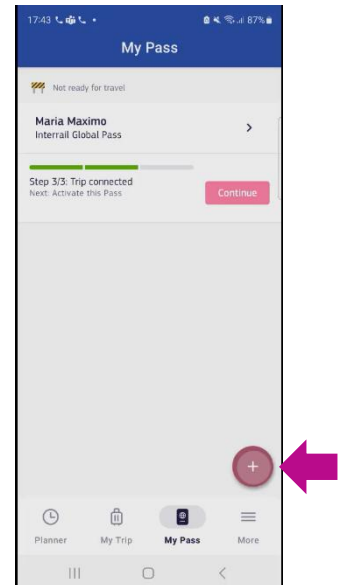 17:43 87%
My Pass
Not ready for travel
Maria Maximo
Interrail Global Pass
Step 3/3: Trip connected
Next: Activate this Pass
Continue
+
Planner My Trip My Pass More